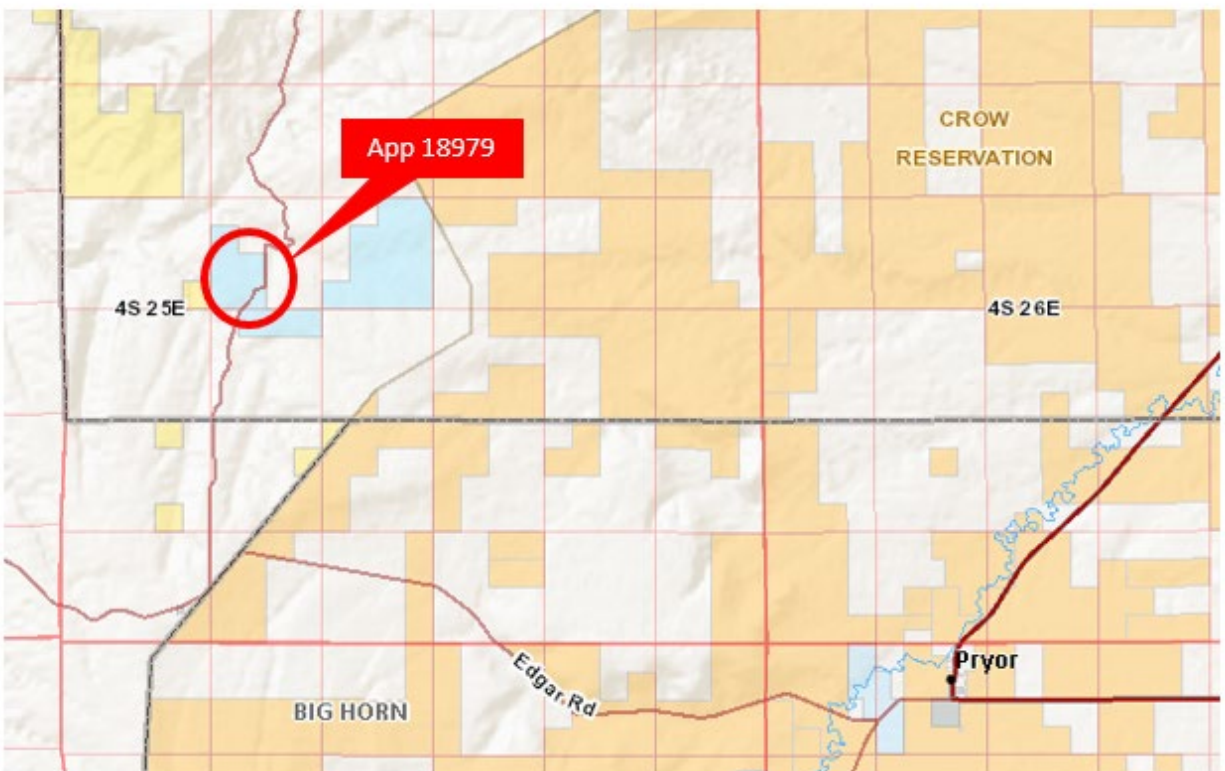 CROW
RESERVATION
App 18979
4S 25E
4S 26E
Edgar Rd
Pryor
BIG HORN